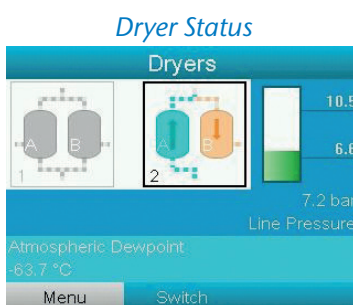 Dryer Status
Dryers
A B
1
A B
2
10.5
6.6
7.2 bar
Line Pressure
Atmospheric Dewpoint
-63.7 °C
Menu Switch